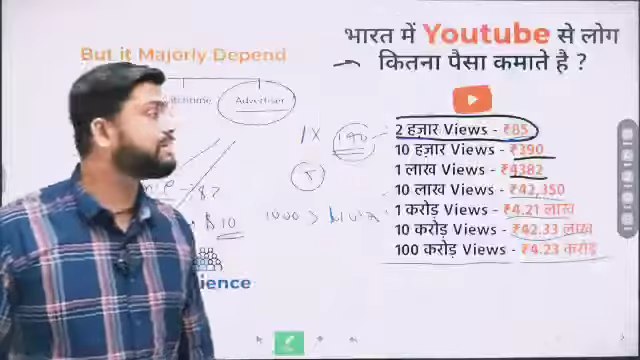 But it Majorly Depend
Advertiser
$ 10
1000 >
भारत में Youtube से लोग
कितना पैसा कमाते है ?
2 हज़ार Views - ₹85
10 हज़ार Views - ₹390
1 लाख Views - ₹4382
10 लाख Views - ₹42,350
1 करोड़ Views - ₹4.21 लाख
10 करोड़ Views - ₹42.33 लाख
100 करोड़ Views - ₹4.23 करोड़